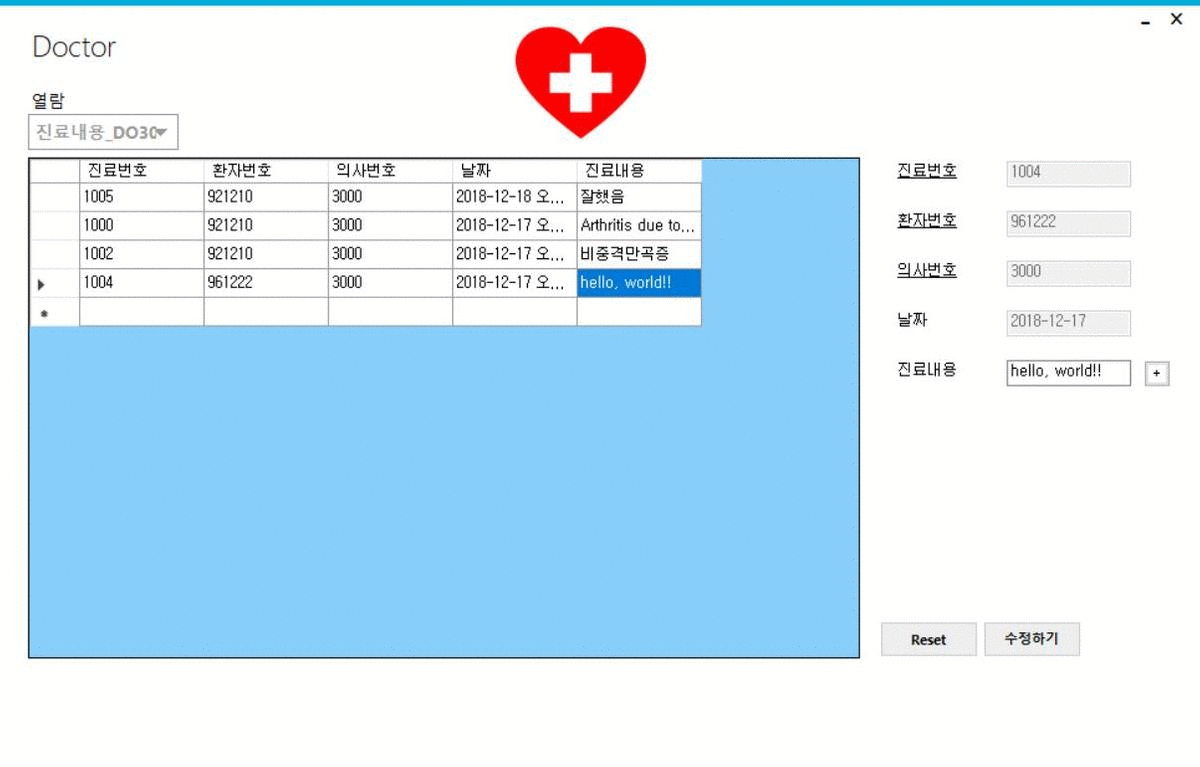 Doctor
열람
진료내용_DO30
진료번호 환자번호 의사번호 날짜 진료내용
1005 921210 3000 2018-12-18 오... 잘했음
1000 921210 3000 2018-12-17 오... Arthritis due to...
1002 921210 3000 2018-12-17 오... 비중격만곡증
1004 961222 3000 2018-12-17 오... hello, world!!
진료번호 1004
환자번호 961222
의사번호 3000
날짜 2018-12-17
진료내용 hello, world!! +
Reset 수정하기